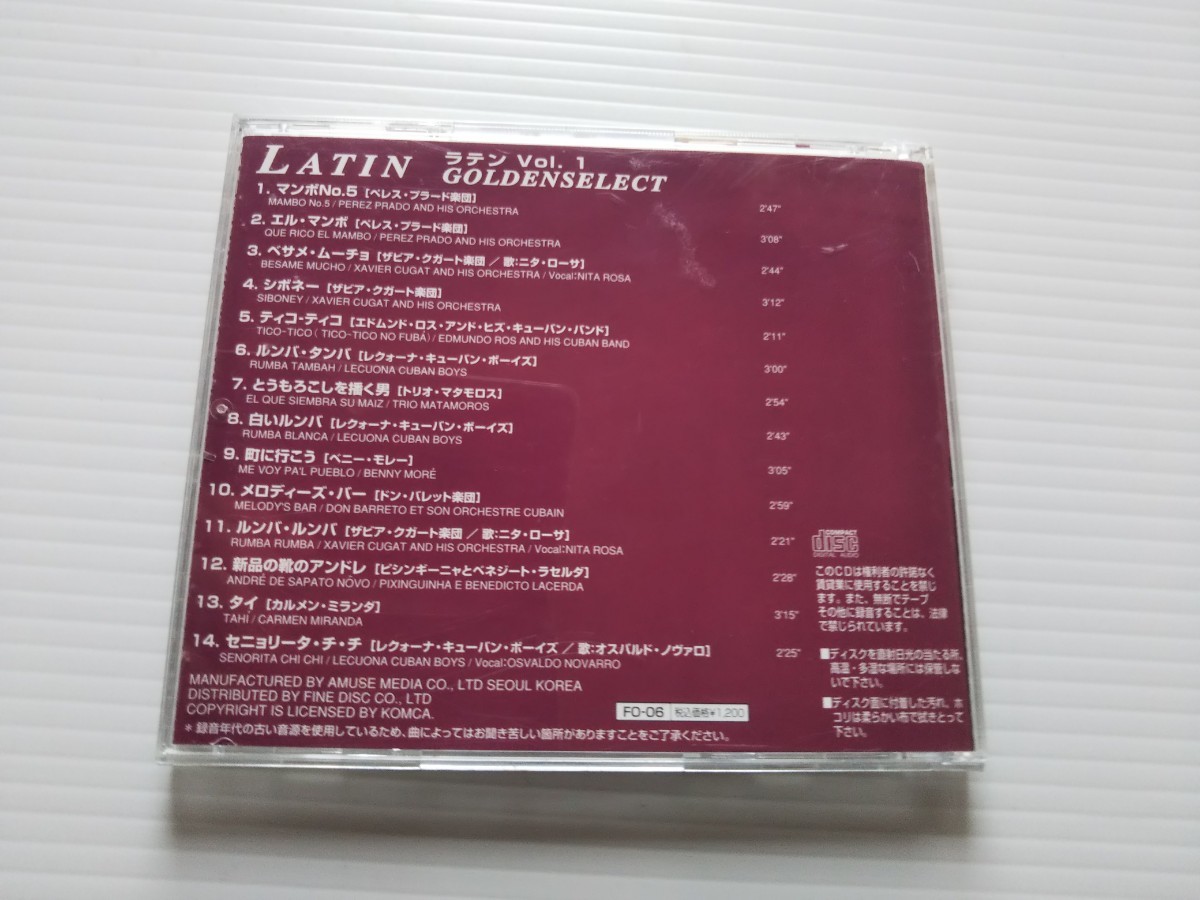 LATIN ラテン Vol. 1
GOLDENSELECT
1. マンボNo.5 [ペレス・プラード楽団]
MAMBO No.5 / PEREZ PRADO AND HIS ORCHESTRA 2'47"
2. エル・マンボ [ペレス・プラード楽団]
QUE RICO EL MAMBO / PEREZ PRADO AND HIS ORCHESTRA 3'08"
3. ベサメ・ムーチョ [ザビア・クガート楽団 / 歌:ニタ・ローサ]
BESAME MUCHO / XAVIER CUGAT AND HIS ORCHESTRA / Vocal:NITA ROSA 2'44"
4. シボネー [ザビア・クガート楽団]
SIBONEY / XAVIER CUGAT AND HIS ORCHESTRA 3'12"
5. ティコ-ティコ [エドムンド・ロス・アンド・ヒズ・キューバン・バンド]
TICO-TICO ( TICO-TICO NO FUBÁ) / EDMUNDO ROS AND HIS CUBAN BAND 2'11"
6. ルンバ・タンバ [レクォーナ・キューバン・ボーイズ]
RUMBA TAMBAH / LECUONA CUBAN BOYS 3'00"
7. とうもろこしを播く男 [トリオ・マタモロス]
EL QUE SIEMBRA SU MAIZ / TRIO MATAMOROS 2'54"
8. 白いルンバ [レクォーナ・キューバン・ボーイズ]
RUMBA BLANCA / LECUONA CUBAN BOYS 2'43"
9. 町に行こう [ベニー・モレー]
ME VOY PA'L PUEBLO / BENNY MORÉ 3'05"
10. メロディーズ・バー [ドン・バレット楽団]
MELODY'S BAR / DON BARRETO ET SON ORCHESTRE CUBAIN 2'59"
11. ルンバ・ルンバ [ザビア・クガート楽団 / 歌:ニタ・ローサ]
RUMBA RUMBA / XAVIER CUGAT AND HIS ORCHESTRA / Vocal:NITA ROSA 2'21"
12. 新品の靴のアンドレ [ピシンギーニャとベネジート・ラセルダ]
ANDRÉ DE SAPATO NÓVO / PIXINGUINHA E BENEDICTO LACERDA 2'28"
13. タイ [カルメン・ミランダ]
TAHÍ / CARMEN MIRANDA 3'15"
14. セニョリータ・チ・チ [レクォーナ・キューバン・ボーイズ / 歌:オスバルド・ノヴァロ]
SENORITA CHI CHI / LECUONA CUBAN BOYS / Vocal:OSVALDO NOVARRO 2'25"
MANUFACTURED BY AMUSE MEDIA CO., LTD SEOUL KOREA
DISTRIBUTED BY FINE DISC CO., LTD
COPYRIGHT IS LICENSED BY KOMCA.
FO-06 税込価格¥1,200
*録音年代の古い音源を使用しているため、曲によってはお聞き苦しい箇所がありますことをご了承ください。
COMPACT
disc
DIGITAL AUDIO
このCDは権利者の許諾なく
賃貸業に使用することを禁じ
ます。また、無断でテープ
その他に録音することは、法律
で禁じられています。
■ディスクを直射日光の当たる所、
高温・多湿な場所には保管しな
いで下さい。
■ディスク面に付着した汚れ、ホ
コリは柔らかい布で拭きとって
下さい。